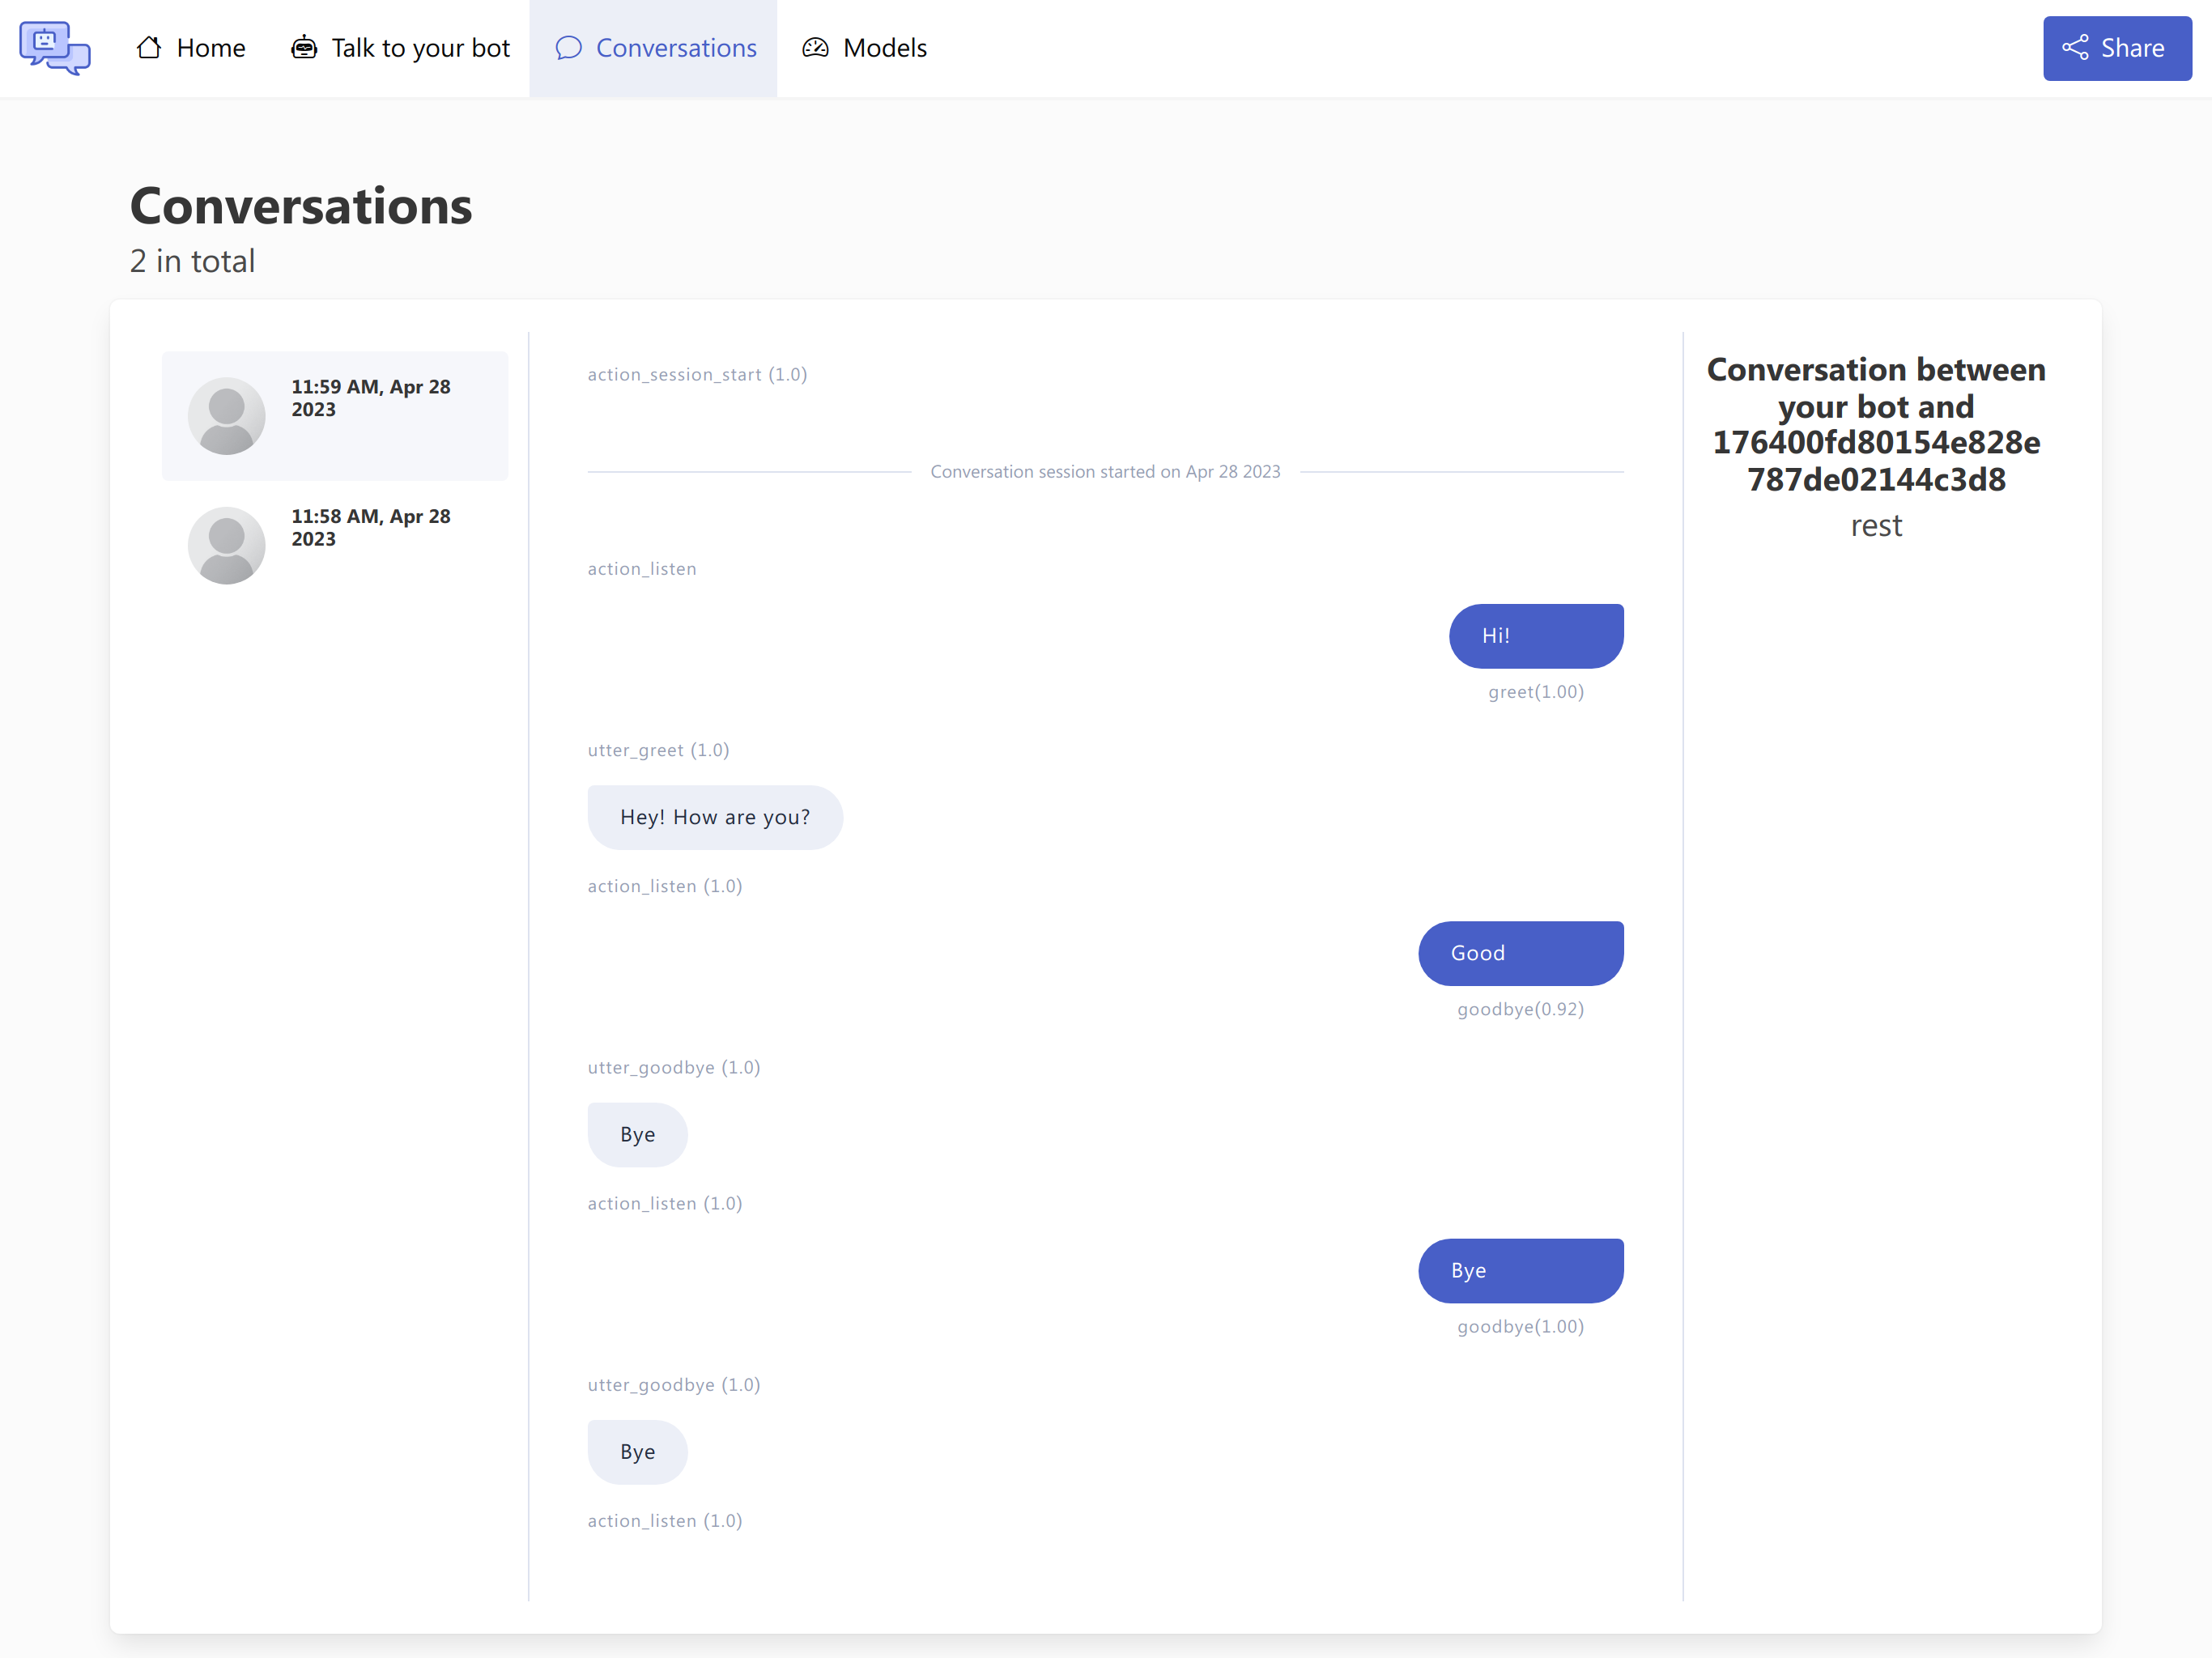 Home
Talk to your bot
Conversations
Models
Share
Conversations
2 in total
11:59 AM, Apr 28
2023
11:58 AM, Apr 28
2023
action_session_start (1.0)
Conversation session started on Apr 28 2023
action_listen
Hi!
greet(1.00)
utter_greet (1.0)
Hey! How are you?
action_listen (1.0)
Good
goodbye(0.92)
utter_goodbye (1.0)
Bye
action_listen (1.0)
Bye
goodbye(1.00)
utter_goodbye (1.0)
Bye
action_listen (1.0)
Conversation between
your bot and
176400fd80154e828e
787de02144c3d8
rest